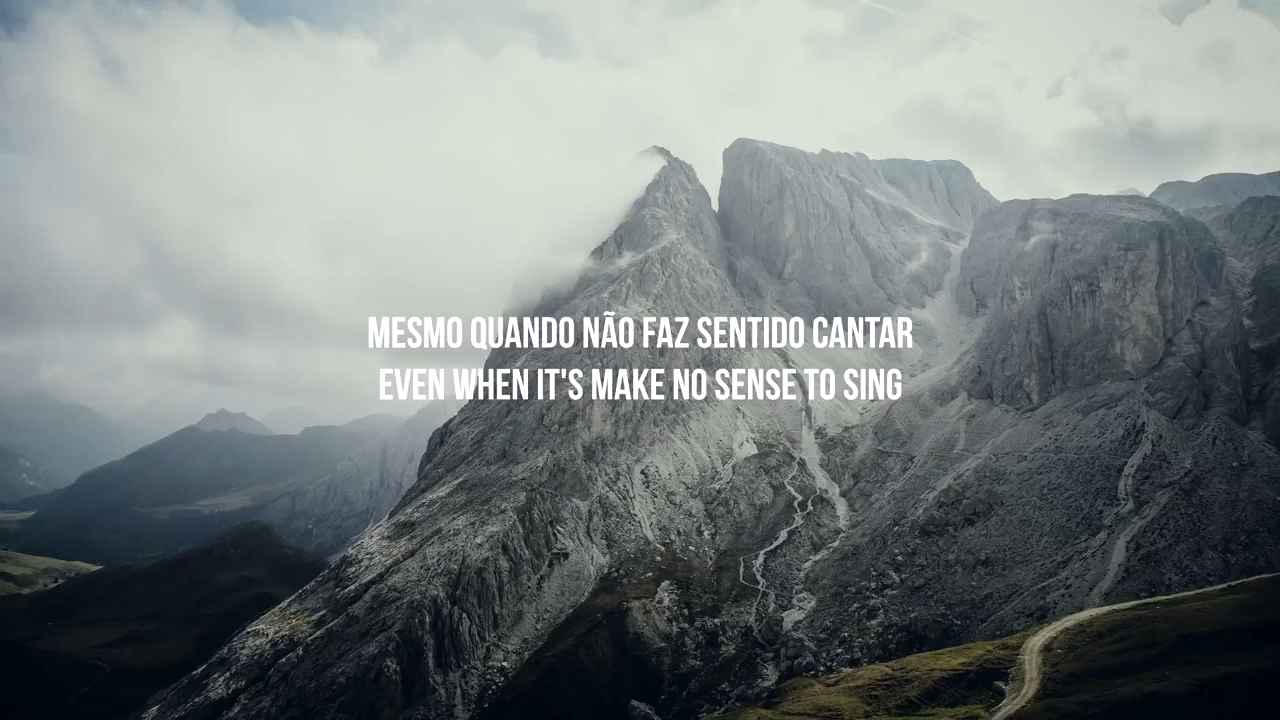 MESMO QUANDO NÃO FAZ SENTIDO CANTAR
EVEN WHEN IT'S MAKE NO SENSE TO SING